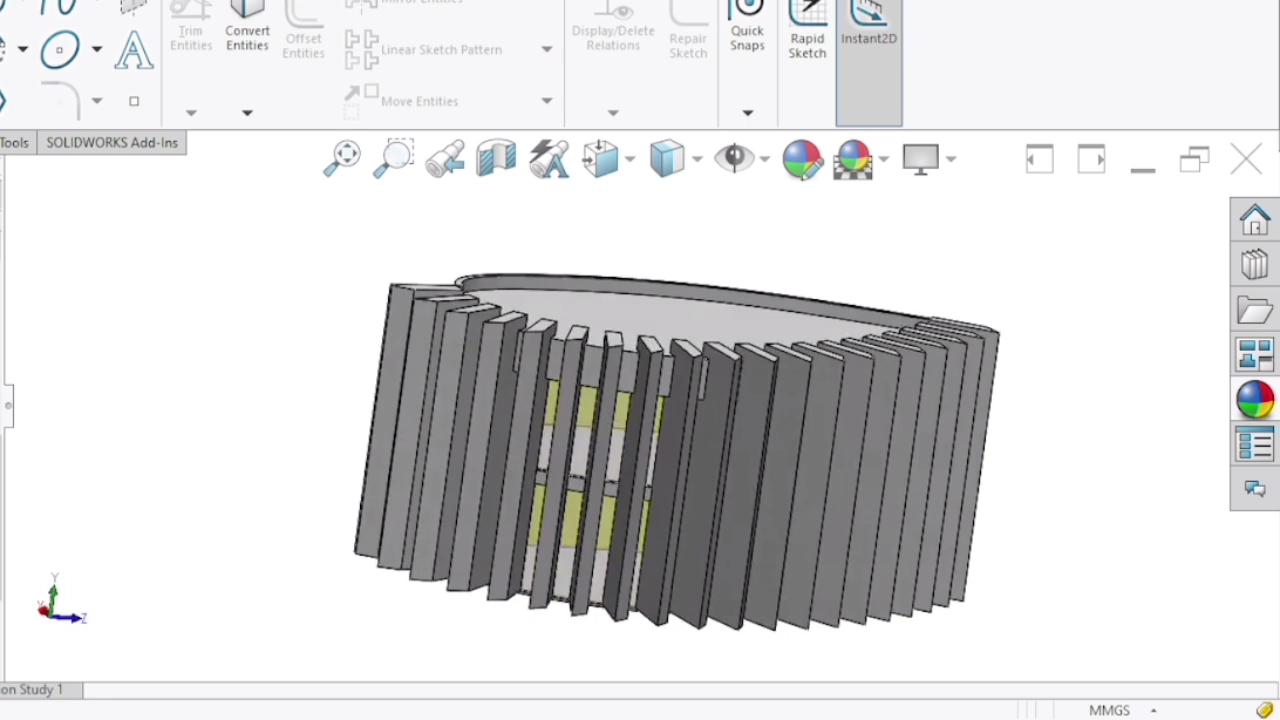 Mirror Entities
Trim Entities
Convert Entities
Offset Entities
Linear Sketch Pattern
Move Entities
Display/Delete Relations
Repair Sketch
Quick Snaps
Rapid Sketch
Instant2D
Tools
SOLIDWORKS Add-Ins
Y
Z
on Study 1
MMGS